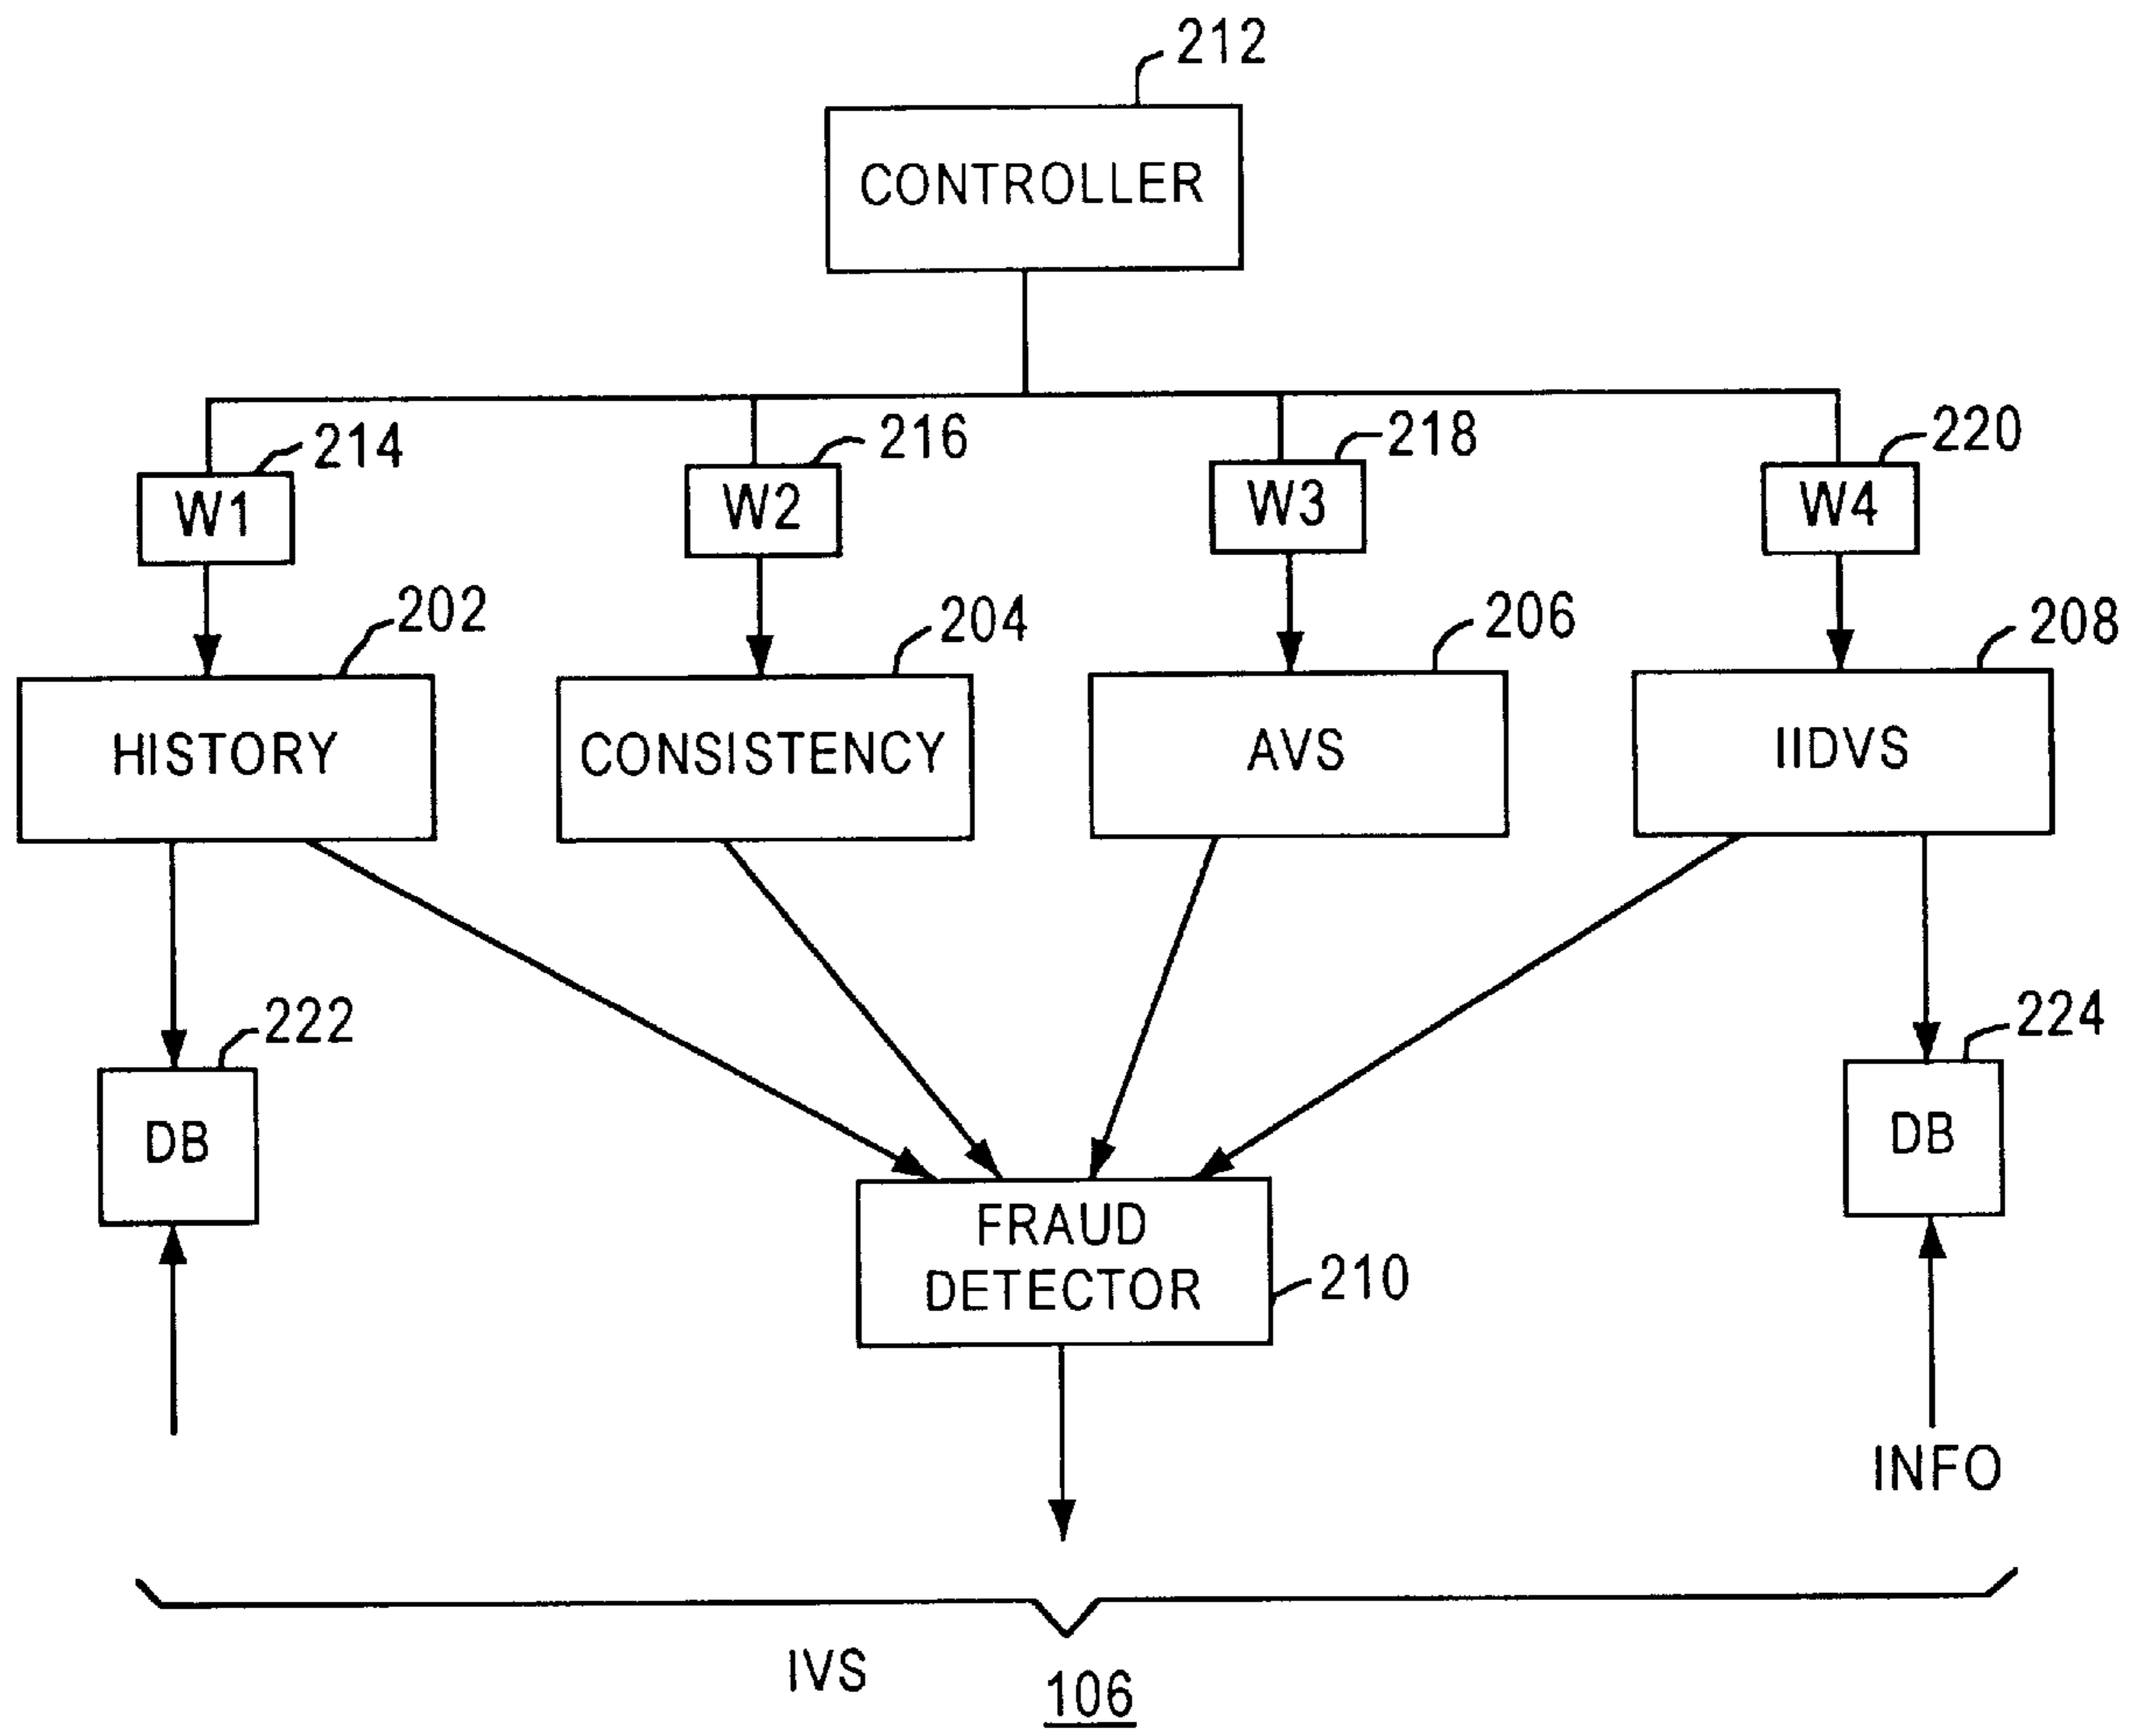 212
CONTROLLER
214
216
218
220
W1
W2
W3
W4
202
204
206
208
HISTORY
CONSISTENCY
AVS
IIDVS
222
224
DB
DB
FRAUD
DETECTOR
210
INFO
IVS
106